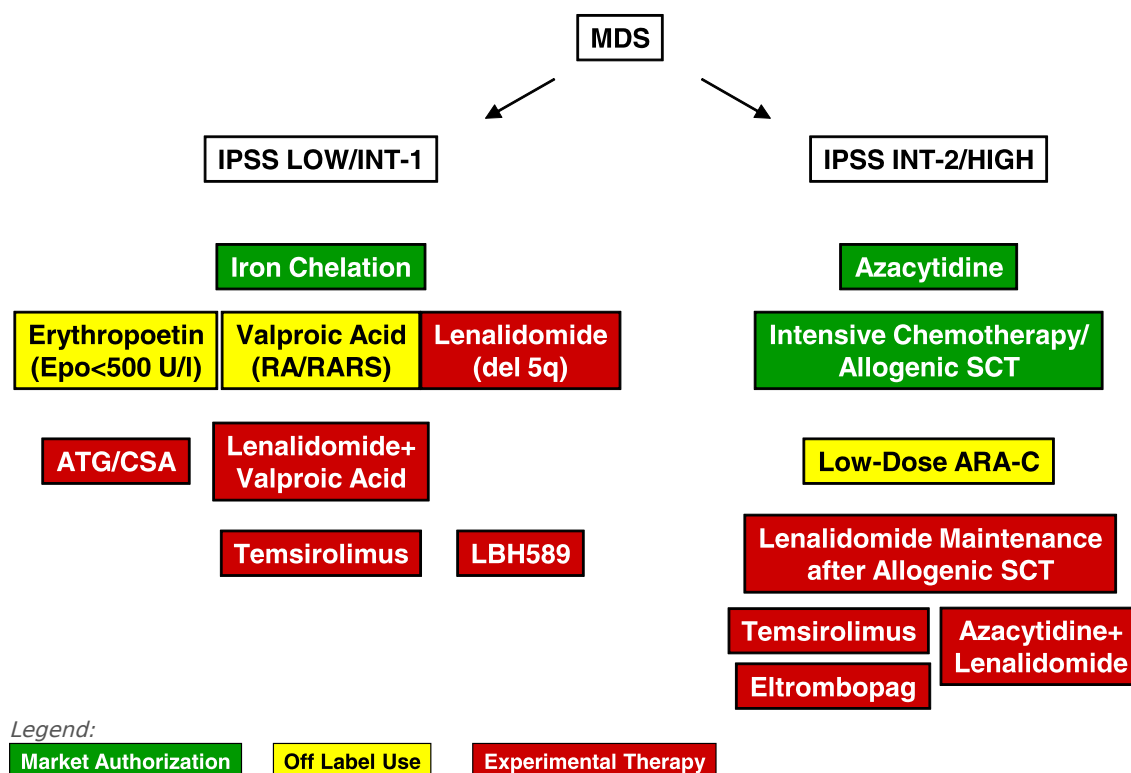 MDS
IPSS LOW/INT-1
IPSS INT-2/HIGH
Iron Chelation
Azacytidine
Erythropoetin
(Epo<500 U/l)
Valproic Acid
(RA/RARS)
Lenalidomide
(del 5q)
Intensive Chemotherapy/
Allogenic SCT
ATG/CSA
Lenalidomide+
Valproic Acid
Low-Dose ARA-C
Temsirolimus
LBH589
Lenalidomide Maintenance
after Allogenic SCT
Temsirolimus
Azacytidine+
Lenalidomide
Eltrombopag
Legend:
Market Authorization
Off Label Use
Experimental Therapy